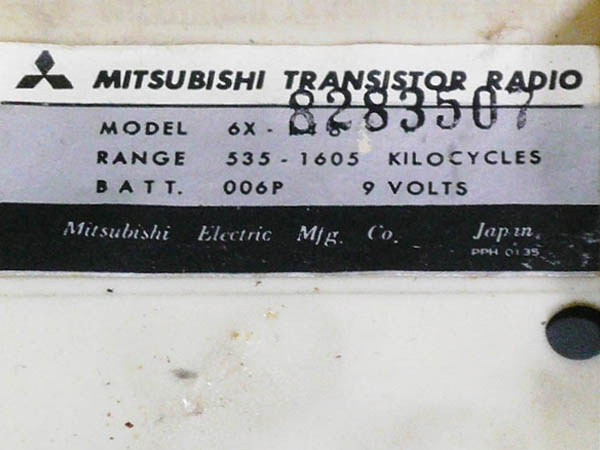 MITSUBISHI TRANSISTOR RADIO
8283507
MODEL 6X-
RANGE 535-1605 KILOCYCLES
BATT. 006P 9 VOLTS
Mitsubishi Electric Mfg. Co. Japan
PPH 0135